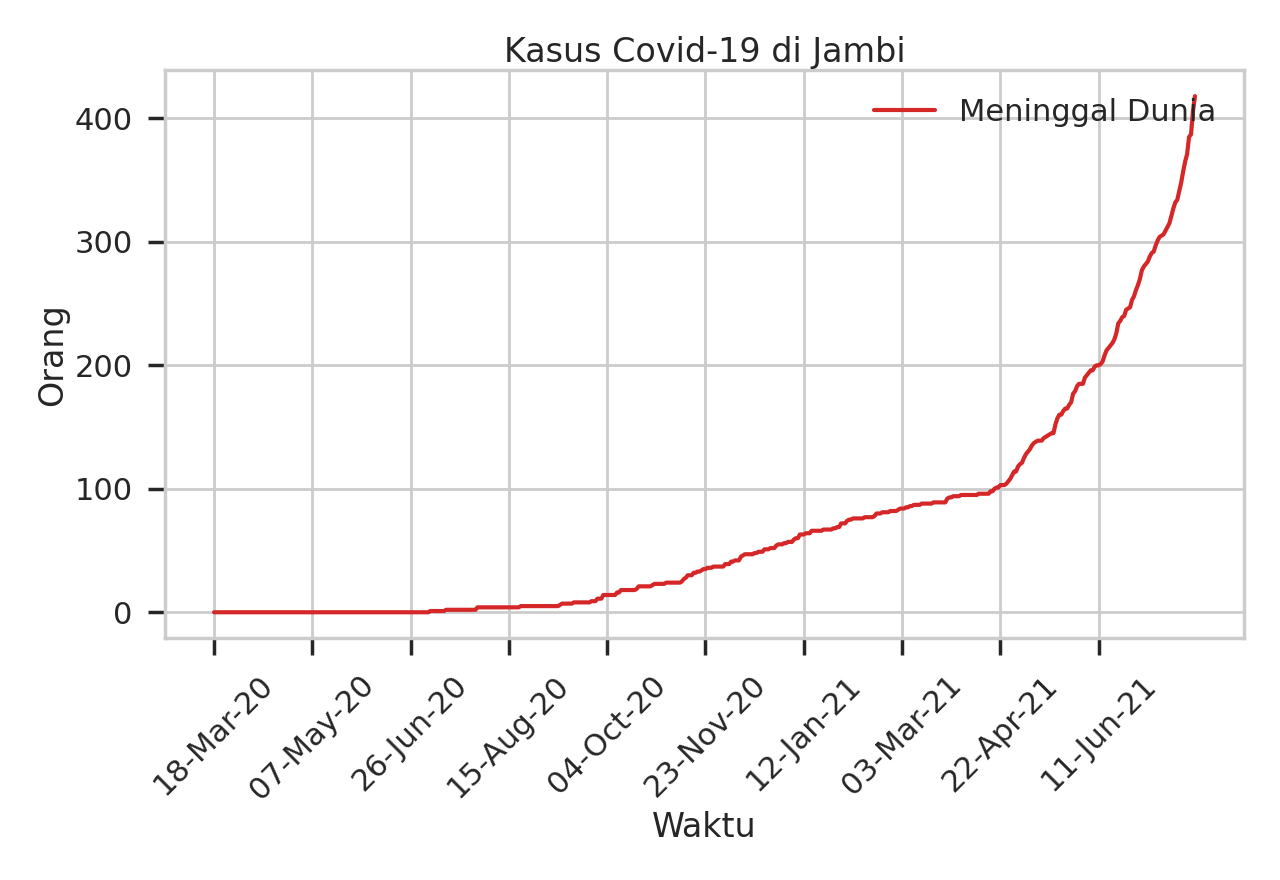 Kasus Covid-19 di Jambi
Meninggal Dunia
400
300
200
100
0
Orang
18-Mar-20
07-May-20
26-Jun-20
15-Aug-20
04-Oct-20
23-Nov-20
12-Jan-21
03-Mar-21
22-Apr-21
11-Jun-21
Waktu